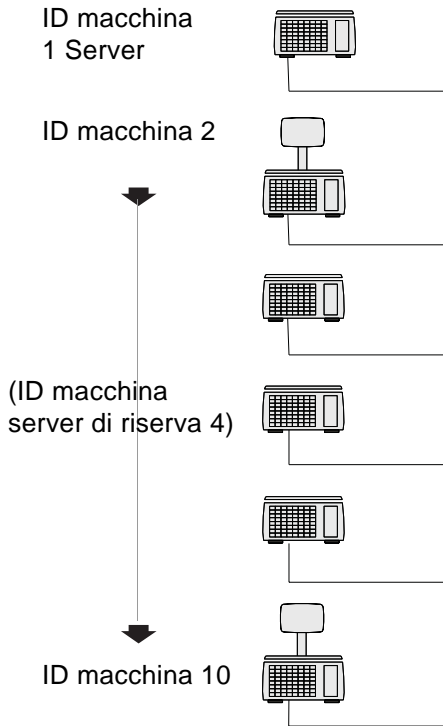 ID macchina
1 Server
ID macchina 2
(ID macchina
server di riserva 4)
ID macchina 10